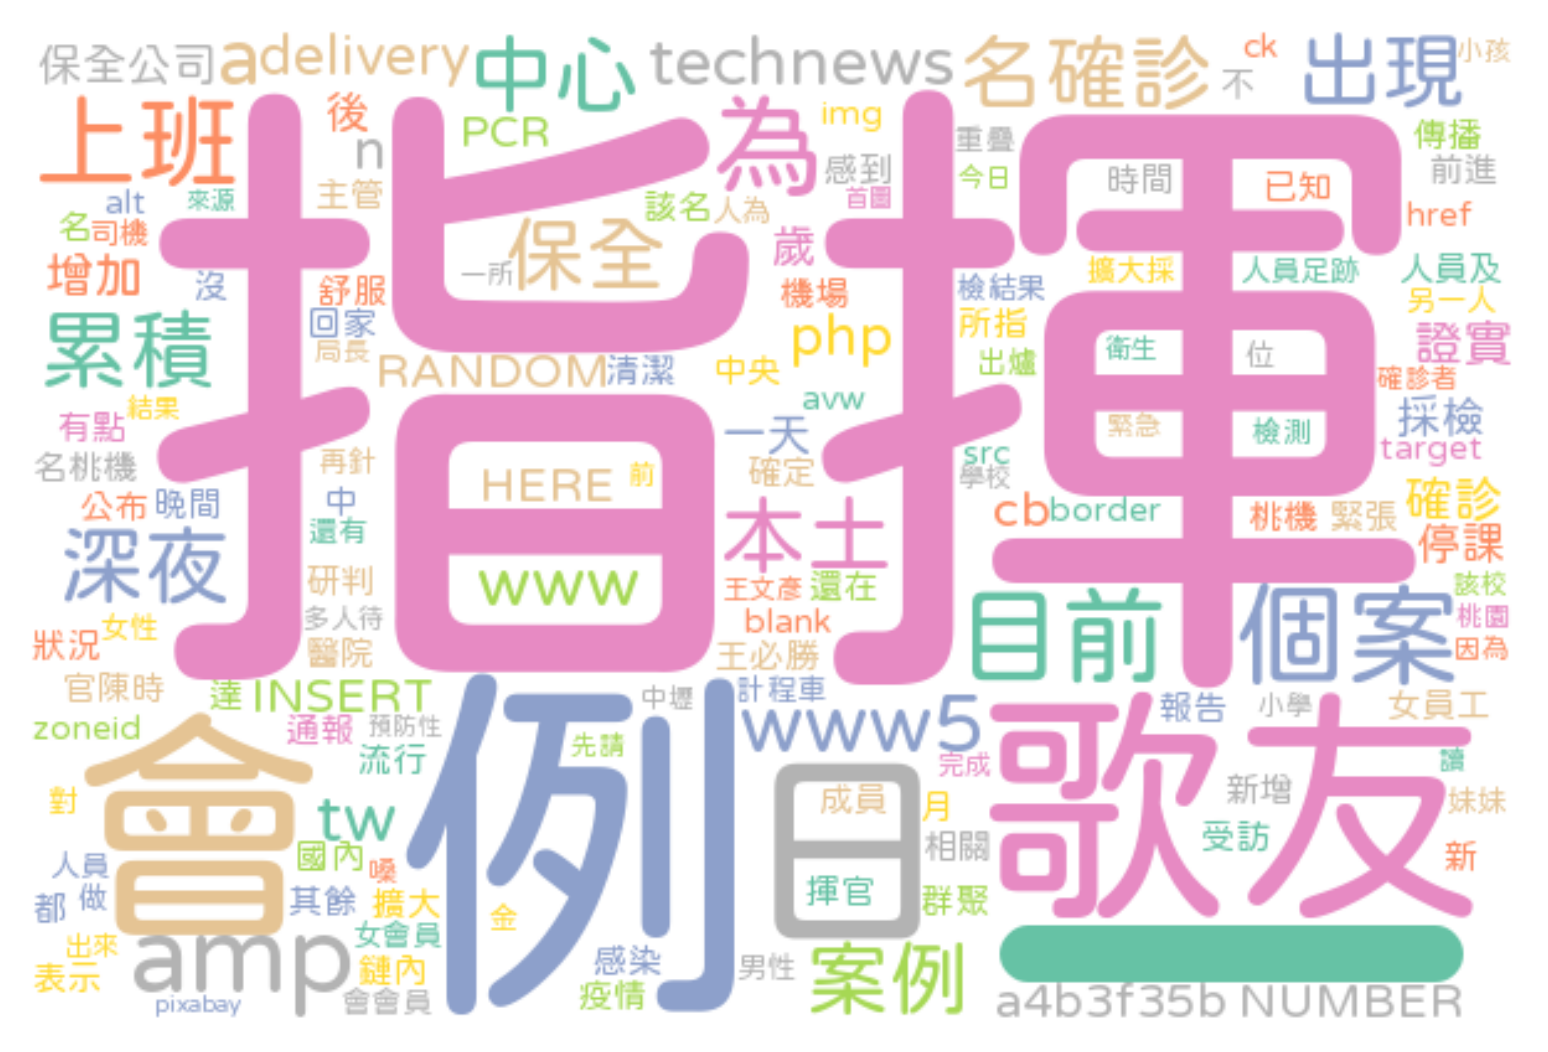 保全公司
adelivery
中心
technews
名確診
ck
不
出現
小孩
上班
後
n
PCR
為
img
感到
重疊
傳播
前進
指揮
alt
來源
主管
該名
人為
首圖
今日
時間
已知
href
名
司機
保全
一所
歲
增加
沒
舒服
機場
檢結果
擴大採
人員足跡
人員及
另一人
累積
回家
局長
php
所指
出爐
衛生
位
證實
確診者
RANDOM
清潔
中央
結果
有點
avw
一天
緊急
檢測
採檢
target
名桃機
再針
HERE
前
確定
src
學校
公布
晚間
中
還有
本土
cb
border
桃機
緊張
確診
停課
深夜
研判
www
王文彥
還在
女性
多人待
blank
目前
個案
該校
桃園
因為
狀況
醫院
王必勝
官陳時
達
INSERT
例
中壢
計程車
www5
歌友
報告
小學
女員工
zoneid
通報
預防性
先請
流行
完成
讀
會
對
tw
日
成員
月
新增
妹妹
國內
嗓
相關
受訪
新
人員
都
做
其餘
擴大
金
揮官
群聚
出來
表示
amp
女會員
鏈內
感染
男性
案例
pixabay
會會員
疫情
a4b3f35b
NUMBER